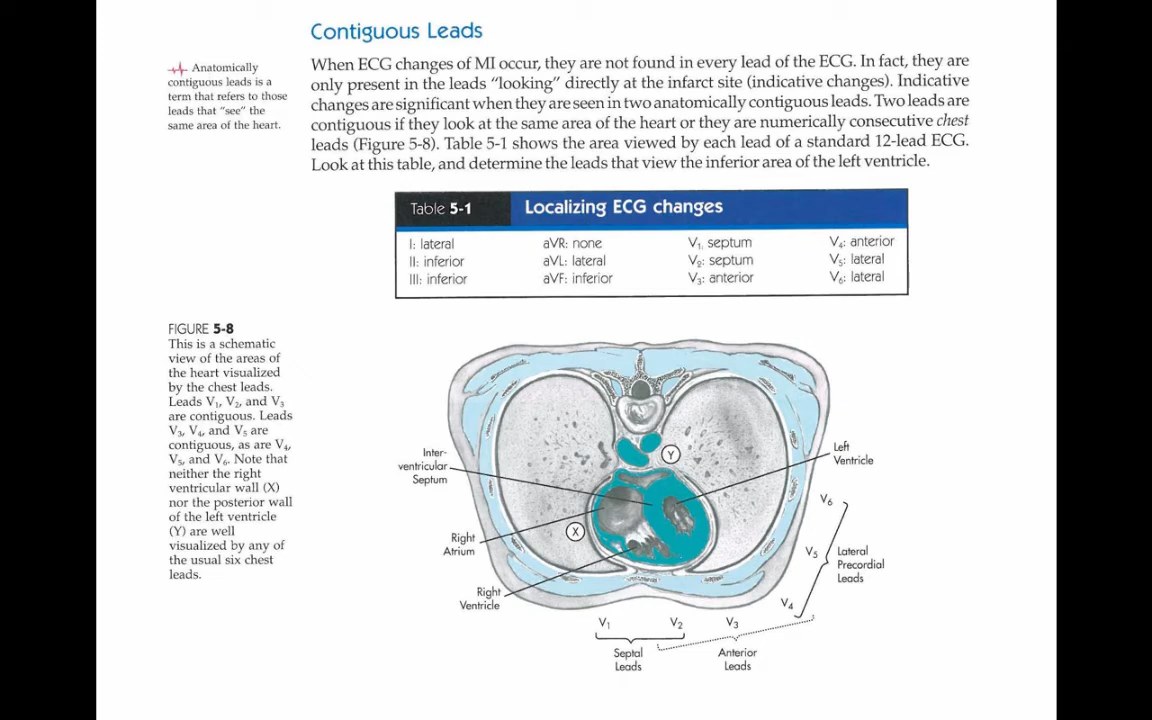 Contiguous Leads
Anatomically
contiguous leads is a
term that refers to those
leads that "see" the
same area of the heart.
When ECG changes of MI occur, they are not found in every lead of the ECG. In fact, they are
only present in the leads "looking" directly at the infarct site (indicative changes). Indicative
changes are significant when they are seen in two anatomically contiguous leads. Two leads are
contiguous if they look at the same area of the heart or they are numerically consecutive chest
leads (Figure 5-8). Table 5-1 shows the area viewed by each lead of a standard 12-lead ECG.
Look at this table, and determine the leads that view the inferior area of the left ventricle.
Table 5-1 Localizing ECG changes
I: lateral aVR: none V₁: septum V₄: anterior
II: inferior aVL: lateral V₂: septum V₅: lateral
III: inferior aVF: inferior V₃: anterior V₆: lateral
FIGURE 5-8
This is a schematic
view of the areas of
the heart visualized
by the chest leads.
Leads V₁, V₂, and V₃
are contiguous. Leads
V₃, V₄, and V₅ are
contiguous, as are V₄,
V₅, and V₆. Note that
neither the right
ventricular wall (X)
nor the posterior wall
of the left ventricle
(Y) are well
visualized by any of
the usual six chest
leads.
Inter-
ventricular
Septum
Right
Atrium
Right
Ventricle
X
Y
Left
Ventricle
V₆
V₅
Lateral
Precordial
Leads
V₄
V₁ V₂ V₃
Septal
Leads
Anterior
Leads